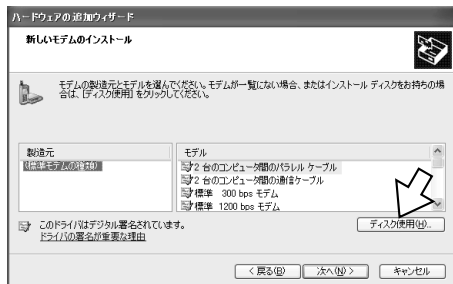 ハードウェアの追加ウィザード
新しいモデムのインストール
モデムの製造元とモデルを選んでください。モデムが一覧にない場合、またはインストール ディスクをお持ちの場
合は、[ディスク使用] をクリックしてください。
製造元
(標準モデムの種類)
モデル
2 台のコンピュータ間のパラレル ケーブル
2 台のコンピュータ間の通信ケーブル
標準 300 bps モデム
標準 1200 bps モデム
このドライバはデジタル署名されています。
ドライバの署名が重要な理由
ディスク使用(H)...
< 戻る(B)
次へ(N) >
キャンセル